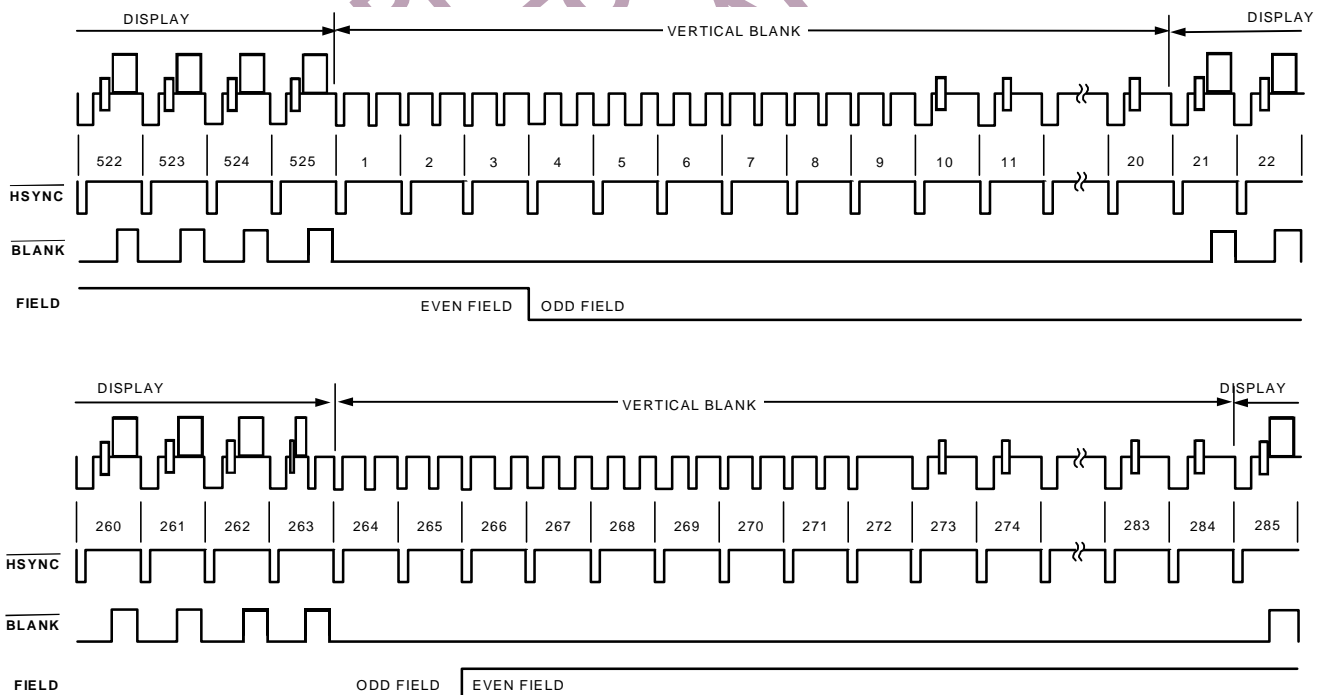 DISPLAY VERTICAL BLANK DISPLAY
522 523 524 525 1 2 3 4 5 6 7 8 9 10 11 20 21 22
HSYNC
BLANK
FIELD EVEN FIELD ODD FIELD
DISPLAY VERTICAL BLANK DISPLAY
260 261 262 263 264 265 266 267 268 269 270 271 272 273 274 283 284 285
HSYNC
BLANK
FIELD ODD FIELD EVEN FIELD